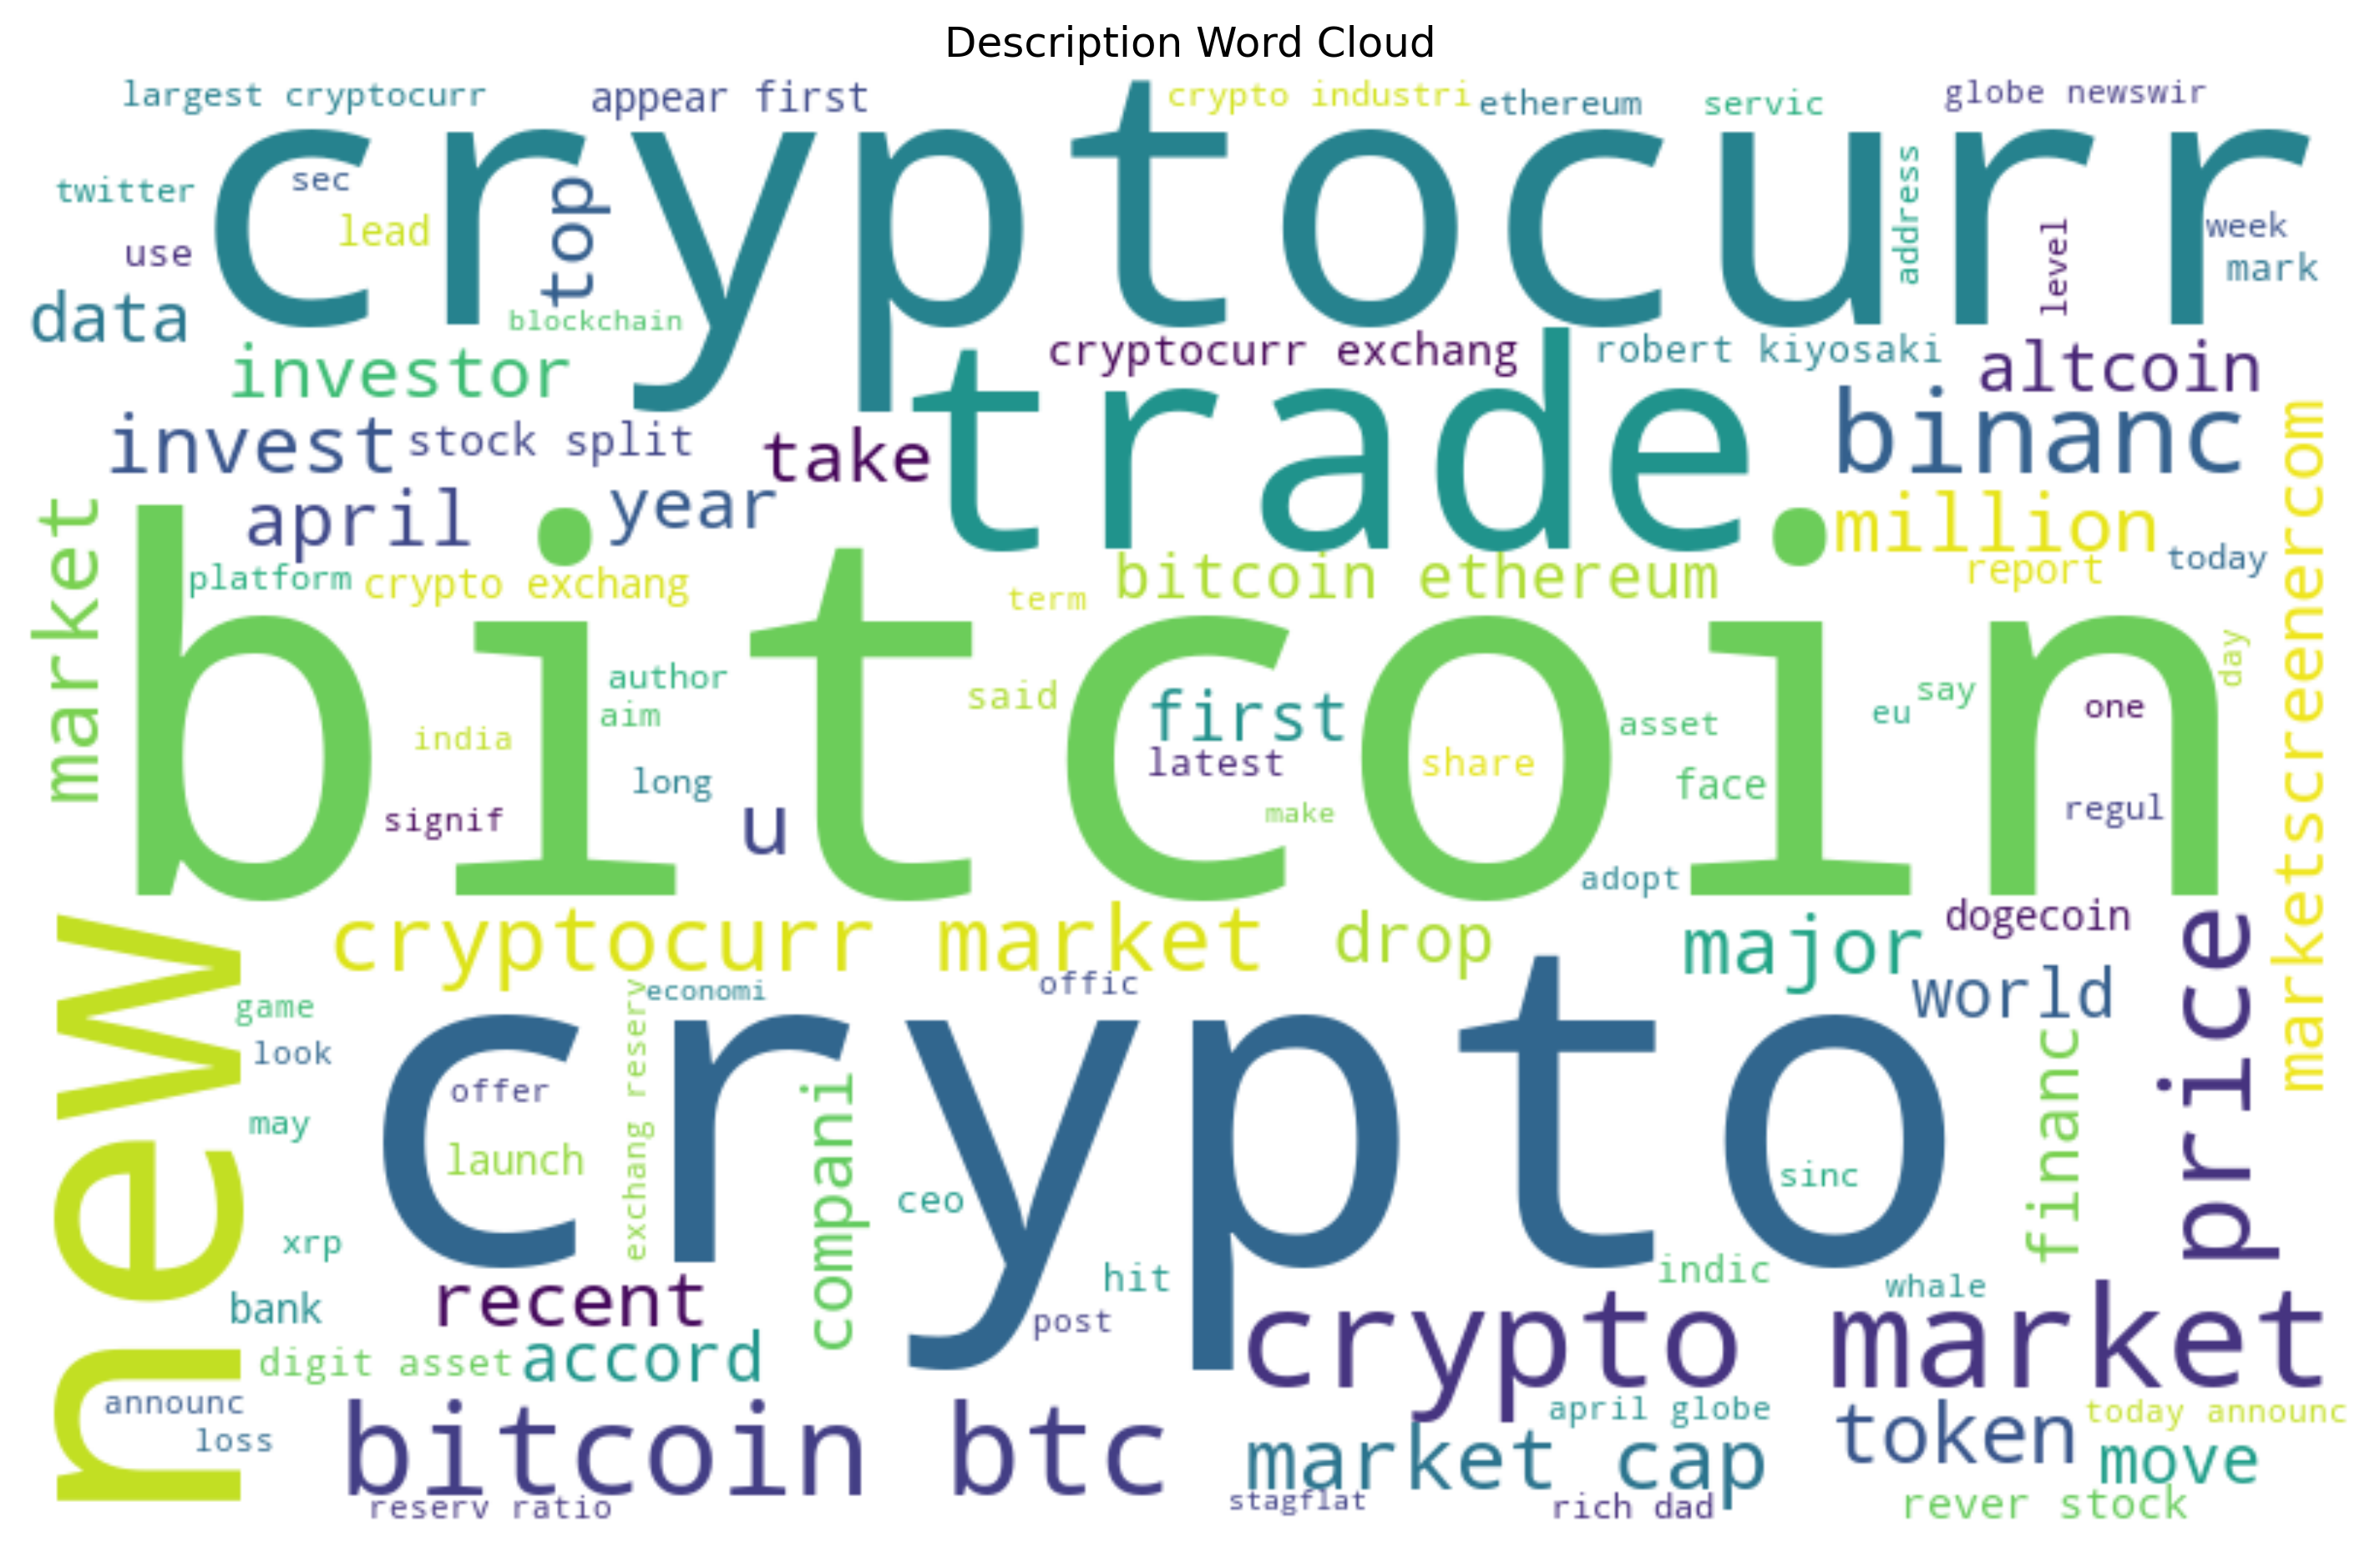 Description Word Cloud
largest cryptocurr
appear first
crypto industri
ethereum
servic
globe newswir
cryptocurr
twitter
sec
lead
top
use
address
level
week
mark
data
blockchain
investor
cryptocurr exchang
robert kiyosaki
altcoin
trade
invest
stock split
take
binanc
april
year
million
marketscreenercom
market
platform
crypto exchang
term
bitcoin ethereum
report
today
bitcoin
author
aim
india
said
first
latest
share
asset
eu
say
one
day
long
signif
u
make
face
regul
adopt
cryptocurr market
drop
major
dogecoin
world
price
new
economi
offic
game
look
crypto
offer
launch
exchang reserv
compani
ceo
sinc
financ
may
xrp
bank
recent
hit
post
indic
whale
crypto market
digit asset
accord
announc
loss
bitcoin btc
april globe
market cap
token
today announc
move
reserv ratio
stagflat
rich dad
rever stock